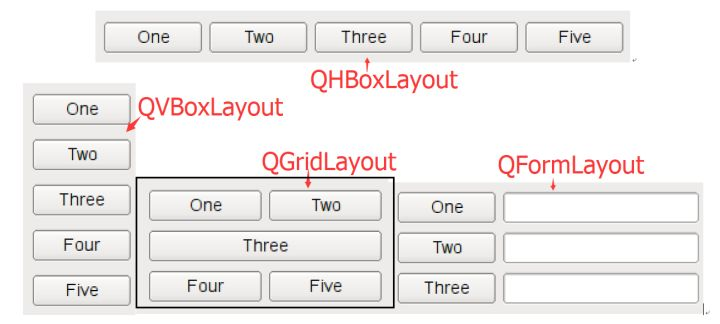 One Two Three Four Five
QHBoxLayout
One
QVBoxLayout
Two
Three
Four
Five
QGridLayout
One Two
Three
Four Five
QFormLayout
One
Two
Three